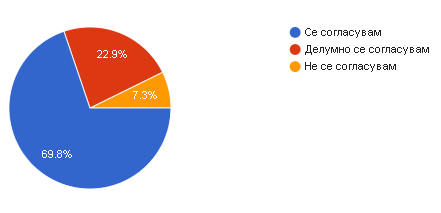 22.9%
7.3%
69.8%
Се согласувам
Делумно се согласувам
Не се согласувам